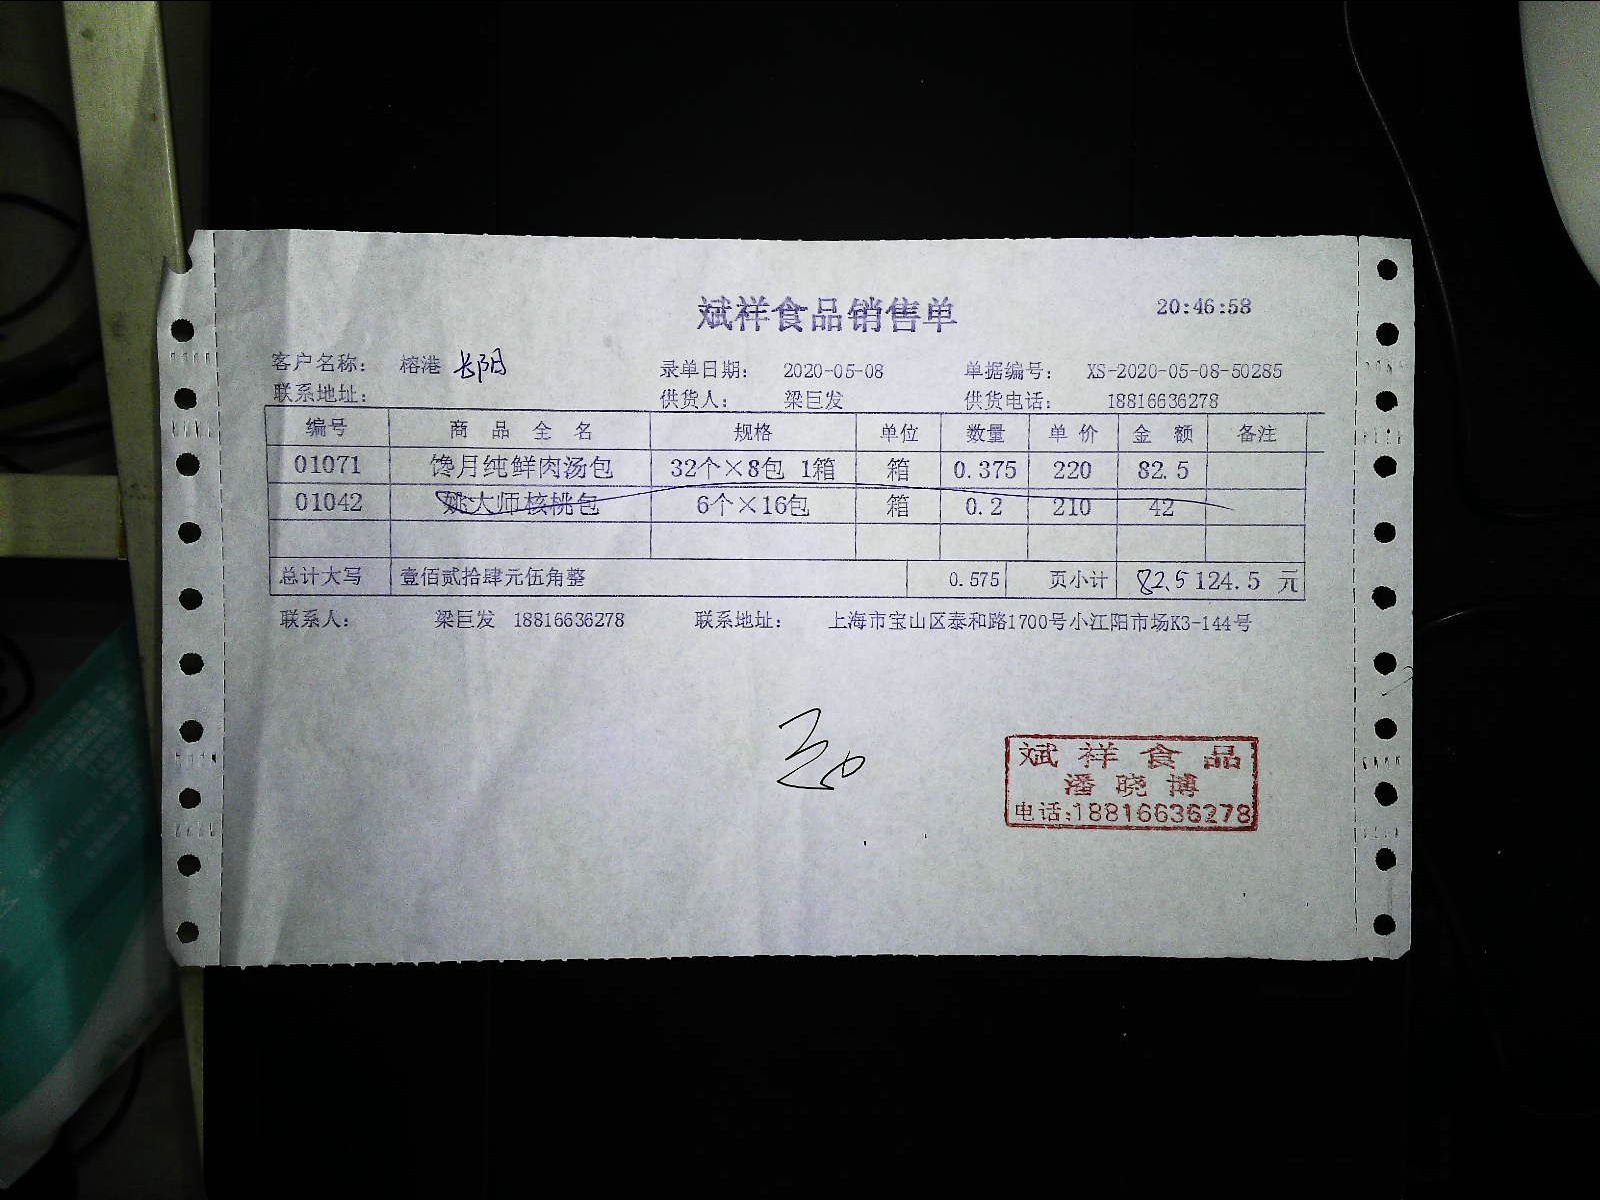 斌祥食品销售单 20:46:58
客户名称： 榕港 长阳 录单日期： 2020-05-08 单据编号： XS-2020-05-08-50285
联系地址： 供货人： 梁巨发 供货电话： 18816636278
编号 商品全名 规格 单位 数量 单价 金额 备注
01071 馋月纯鲜肉汤包 32个×8包 1箱 箱 0.375 220 82.5
01042 姚大师核桃包 6个×16包 箱 0.2 210 42
总计大写 壹佰贰拾肆元伍角整 0.575 页小计 82.5 124.5 元
联系人： 梁巨发 18816636278 联系地址： 上海市宝山区泰和路1700号小江阳市场K3-144号
斌祥食品
潘晓博
电话:18816636278